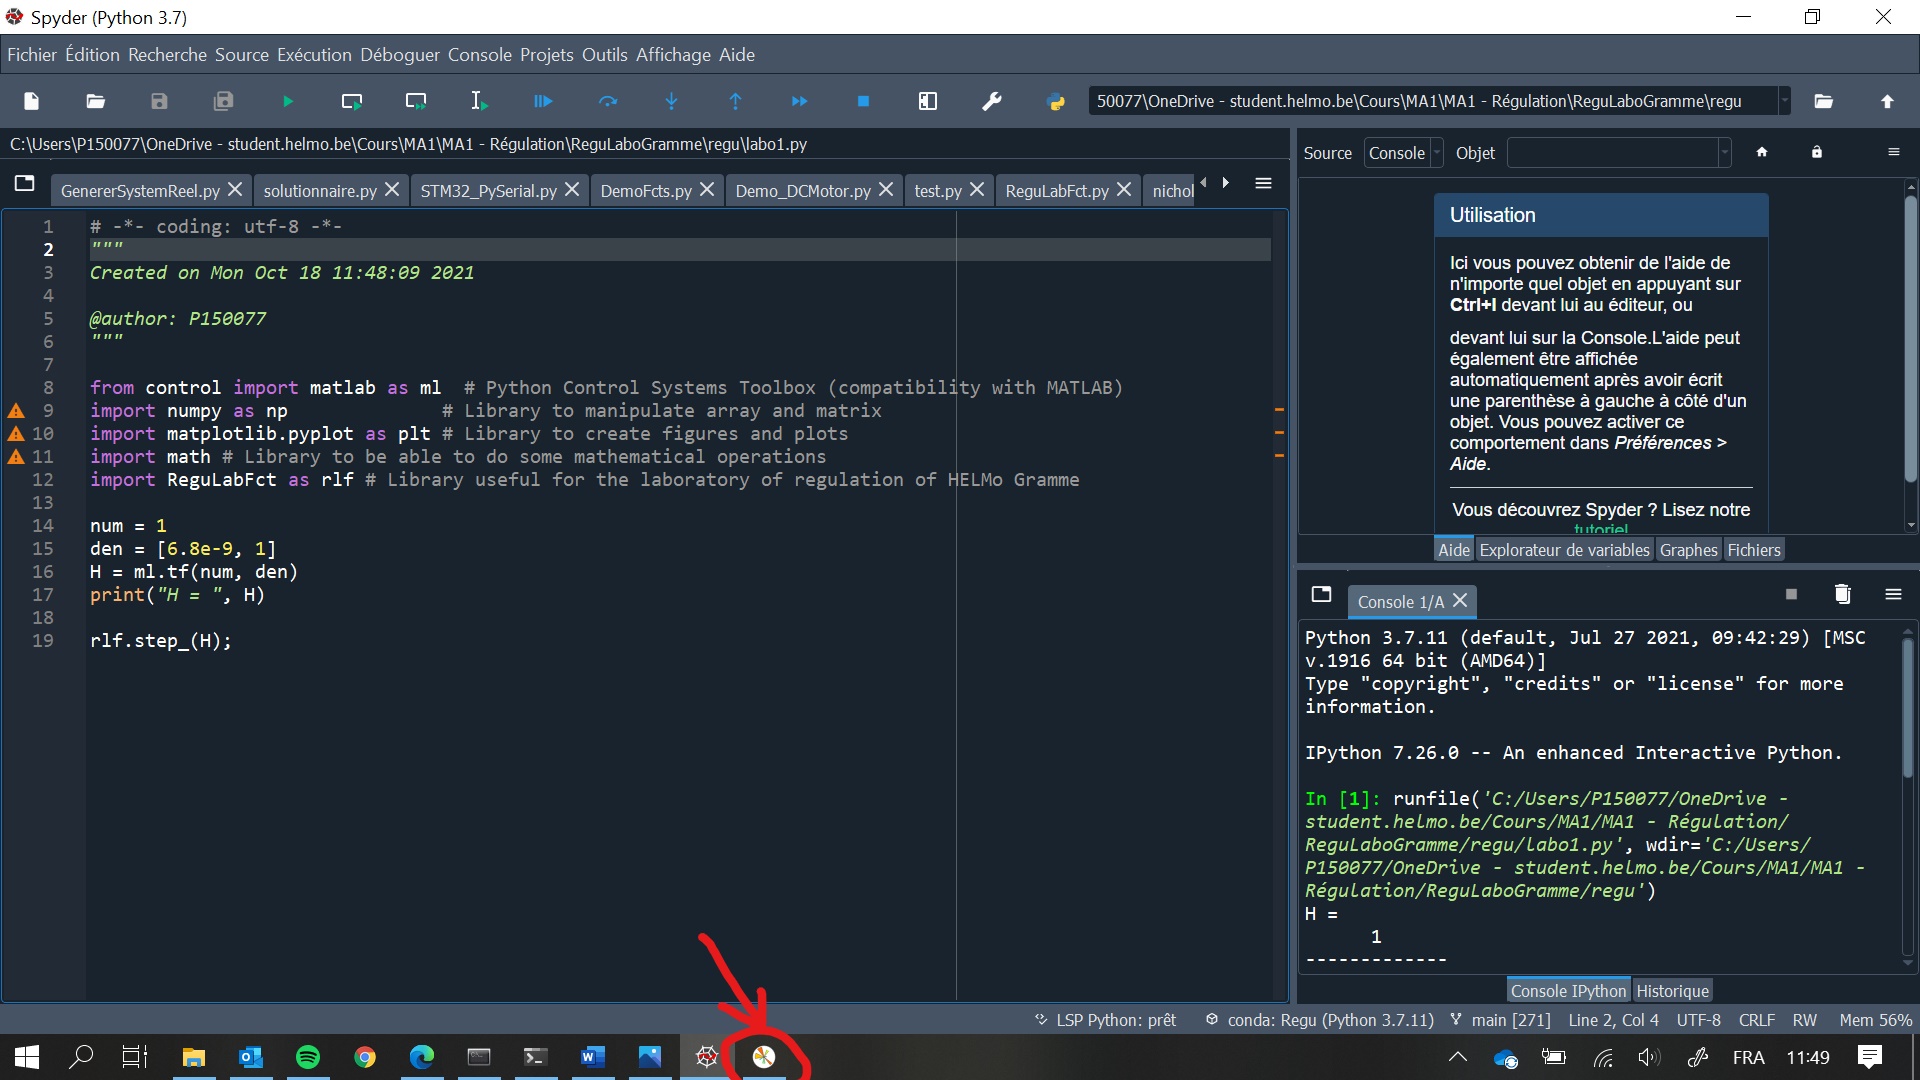 Spyder (Python 3.7)
Fichier Édition Recherche Source Exécution Déboguer Console Projets Outils Affichage Aide
50077\OneDrive - student.helmo.be\Cours\MA1\MA1 - Régulation\ReguLaboGramme\regu
C:\Users\P150077\OneDrive - student.helmo.be\Cours\MA1\MA1 - Régulation\ReguLaboGramme\regu\labo1.py
GenererSystemReel.py solutionnaire.py STM32_PySerial.py DemoFcts.py Demo_DCMotor.py test.py ReguLabFct.py nichol
1 # -*- coding: utf-8 -*-
2 """
3 Created on Mon Oct 18 11:48:09 2021
4
5 @author: P150077
6 """
7
8 from control import matlab as ml # Python Control Systems Toolbox (compatibility with MATLAB)
9 import numpy as np # Library to manipulate array and matrix
10 import matplotlib.pyplot as plt # Library to create figures and plots
11 import math # Library to be able to do some mathematical operations
12 import ReguLabFct as rlf # Library useful for the laboratory of regulation of HELMo Gramme
13
14 num = 1
15 den = [6.8e-9, 1]
16 H = ml.tf(num, den)
17 print("H = ", H)
18
19 rlf.step_(H);
Source Console Objet
Utilisation
Ici vous pouvez obtenir de l'aide de
n'importe quel objet en appuyant sur
Ctrl+I devant lui au éditeur, ou
devant lui sur la Console.L'aide peut
également être affichée
automatiquement après avoir écrit
une parenthèse à gauche à côté d'un
objet. Vous pouvez activer ce
comportement dans Préférences >
Aide.
Vous découvrez Spyder ? Lisez notre
tutoriel
Aide Explorateur de variables Graphes Fichiers
Console 1/A
Python 3.7.11 (default, Jul 27 2021, 09:42:29) [MSC
v.1916 64 bit (AMD64)]
Type "copyright", "credits" or "license" for more
information.
IPython 7.26.0 -- An enhanced Interactive Python.
In [1]: runfile('C:/Users/P150077/OneDrive -
student.helmo.be/Cours/MA1/MA1 - Régulation/
ReguLaboGramme/regu/labo1.py', wdir='C:/Users/
P150077/OneDrive - student.helmo.be/Cours/MA1/MA1 -
Régulation/ReguLaboGramme/regu')
H =
1
-------------
Console IPython Historique
LSP Python: prêt conda: Regu (Python 3.7.11) main [271] Line 2, Col 4 UTF-8 CRLF RW Mem 56%
FRA 11:49